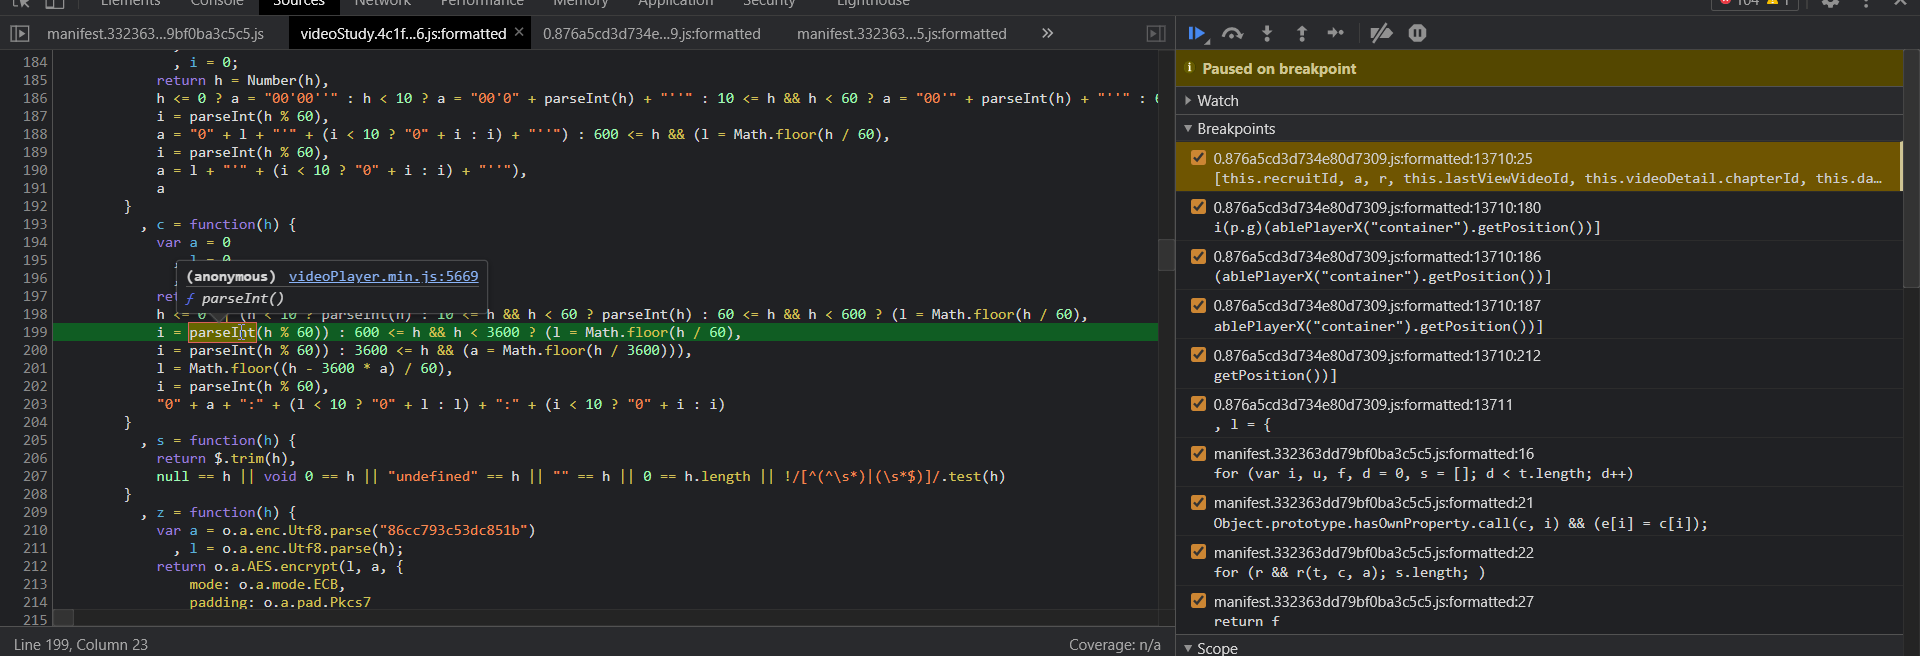 Elements Console Sources Network Performance Memory Application Security Lighthouse 104 1
manifest.332363...9bf0ba3c5c5.js videoStudy.4c1f...6.js:formatted × 0.876a5cd3d734e...9.js:formatted manifest.332363...5.js:formatted »
184 , i = 0;
185 return h = Number(h),
186 h <= 0 ? a = "00'00''" : h < 10 ? a = "00'0" + parseInt(h) + "''" : 10 <= h && h < 60 ? a = "00'" + parseInt(h) + "''" : 6
187 i = parseInt(h % 60),
188 a = "0" + l + "'" + (i < 10 ? "0" + i : i) + "''") : 600 <= h && (l = Math.floor(h / 60),
189 i = parseInt(h % 60),
190 a = l + "'" + (i < 10 ? "0" + i : i) + "''"),
191 a
192 }
193 , c = function(h) {
194 var a = 0
195 , l = 0
196
(anonymous) videoPlayer.min.js:5669
197 ret
ƒ parseInt()
198 h <= 0 (h < 10 ? parseInt(h) : 10 <= h && h < 60 ? parseInt(h) : 60 <= h && h < 600 ? (l = Math.floor(h / 60),
199 i = parseInt(h % 60)) : 600 <= h && h < 3600 ? (l = Math.floor(h / 60),
200 i = parseInt(h % 60)) : 3600 <= h && (a = Math.floor(h / 3600))),
201 l = Math.floor((h - 3600 * a) / 60),
202 i = parseInt(h % 60),
203 "0" + a + ":" + (l < 10 ? "0" + l : l) + ":" + (i < 10 ? "0" + i : i)
204 }
205 , s = function(h) {
206 return $.trim(h),
207 null == h || void 0 == h || "undefined" == h || "" == h || 0 == h.length || !/[^(^\s*)|(\s*$)]/.test(h)
208 }
209 , z = function(h) {
210 var a = o.a.enc.Utf8.parse("86cc793c53dc851b")
211 , l = o.a.enc.Utf8.parse(h);
212 return o.a.AES.encrypt(l, a, {
213 mode: o.a.mode.ECB,
214 padding: o.a.pad.Pkcs7
215
Line 199, Column 23 Coverage: n/a
Paused on breakpoint
Watch
Breakpoints
0.876a5cd3d734e80d7309.js:formatted:13710:25
[this.recruitId, a, r, this.lastViewVideoId, this.videoDetail.chapterId, this.da...
0.876a5cd3d734e80d7309.js:formatted:13710:180
i(p.g)(ablePlayerX("container").getPosition())]
0.876a5cd3d734e80d7309.js:formatted:13710:186
(ablePlayerX("container").getPosition())]
0.876a5cd3d734e80d7309.js:formatted:13710:187
ablePlayerX("container").getPosition())]
0.876a5cd3d734e80d7309.js:formatted:13710:212
getPosition())]
0.876a5cd3d734e80d7309.js:formatted:13711
, l = {
manifest.332363dd79bf0ba3c5c5.js:formatted:16
for (var i, u, f, d = 0, s = []; d < t.length; d++)
manifest.332363dd79bf0ba3c5c5.js:formatted:21
Object.prototype.hasOwnProperty.call(c, i) && (e[i] = c[i]);
manifest.332363dd79bf0ba3c5c5.js:formatted:22
for (r && r(t, c, a); s.length; )
manifest.332363dd79bf0ba3c5c5.js:formatted:27
return f
Scope